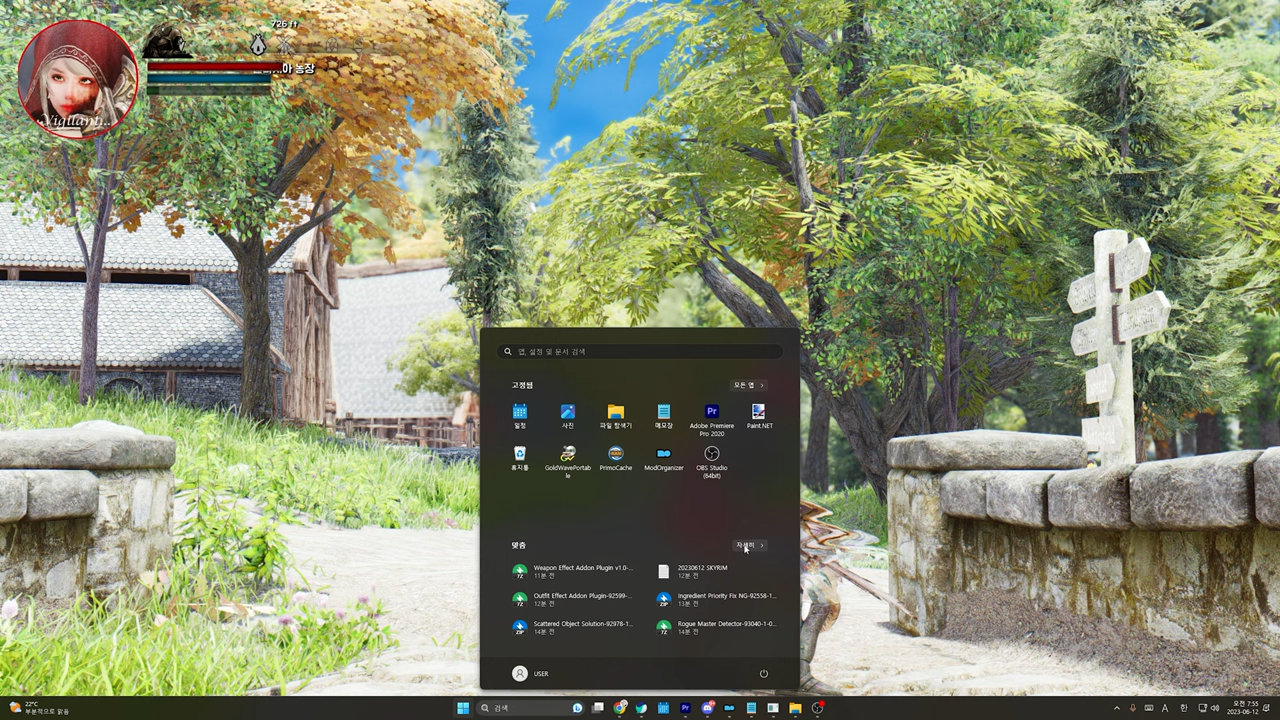 726 ft
농장
Vigilant...
앱, 설정 및 문서 검색
고정됨
모든 앱
일정
사진
파일 탐색기
메모장
Adobe Premiere
Pro 2020
Paint.NET
휴지통
GoldWavePortab
le
PrimoCache
ModOrganizer
OBS Studio
(64bit)
맞춤
자세히
Weapon Effect Addon Plugin v1.0-...
11분 전
20230612 SKYRIM
12분 전
Outfit Effect Addon Plugin-92599-...
12분 전
Ingredient Priority Fix NG-92558-1...
13분 전
Scattered Object Solution-92978-1...
14분 전
Rogue Master Detector-93040-1-0...
14분 전
USER
22°C
부분적으로 맑음
검색
A
한
오전 7:55
2023-06-12